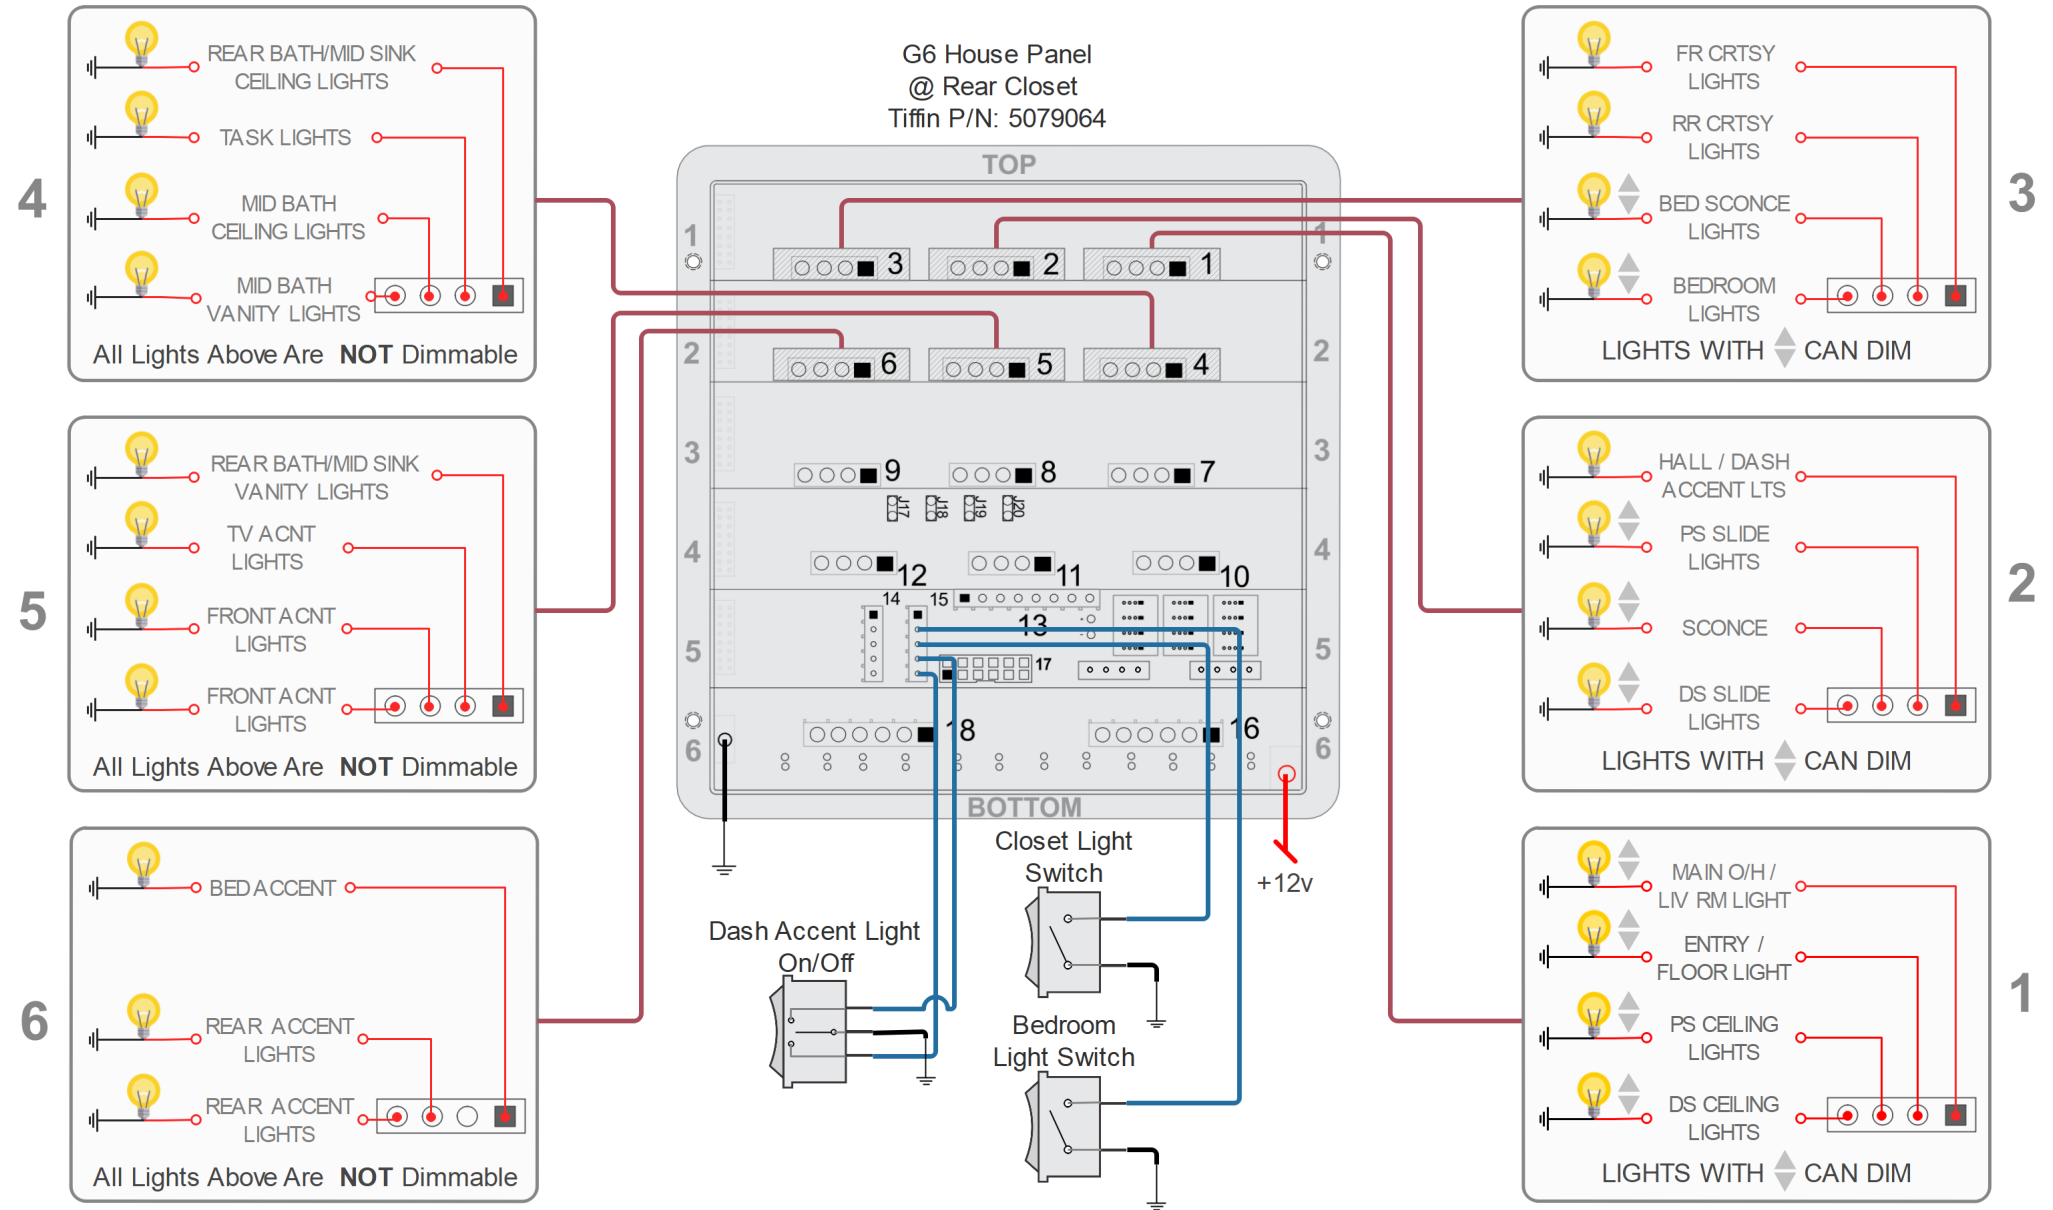 G6 House Panel
@ Rear Closet
Tiffin P/N: 5079064
4
REAR BATH/MID SINK
CEILING LIGHTS
TASK LIGHTS
MID BATH
CEILING LIGHTS
MID BATH
VANITY LIGHTS
All Lights Above Are NOT Dimmable
5
REAR BATH/MID SINK
VANITY LIGHTS
TV ACNT
LIGHTS
FRONT ACNT
LIGHTS
FRONT ACNT
LIGHTS
All Lights Above Are NOT Dimmable
6
BED ACCENT
REAR ACCENT
LIGHTS
REAR ACCENT
LIGHTS
All Lights Above Are NOT Dimmable
TOP
1 1
3 2 1
2 2
6 5 4
3 3
9 8 7
J17 J18 J19 J20
4 4
12 11 10
14 15
13
5 5
17
18 16
6 6
BOTTOM
+12v
Closet Light
Switch
Dash Accent Light
On/Off
Bedroom
Light Switch
3
FR CRTSY
LIGHTS
RR CRTSY
LIGHTS
BED SCONCE
LIGHTS
BEDROOM
LIGHTS
LIGHTS WITH CAN DIM
2
HALL / DASH
ACCENT LTS
PS SLIDE
LIGHTS
SCONCE
DS SLIDE
LIGHTS
LIGHTS WITH CAN DIM
1
MAIN O/H /
LIV RM LIGHT
ENTRY /
FLOOR LIGHT
PS CEILING
LIGHTS
DS CEILING
LIGHTS
LIGHTS WITH CAN DIM